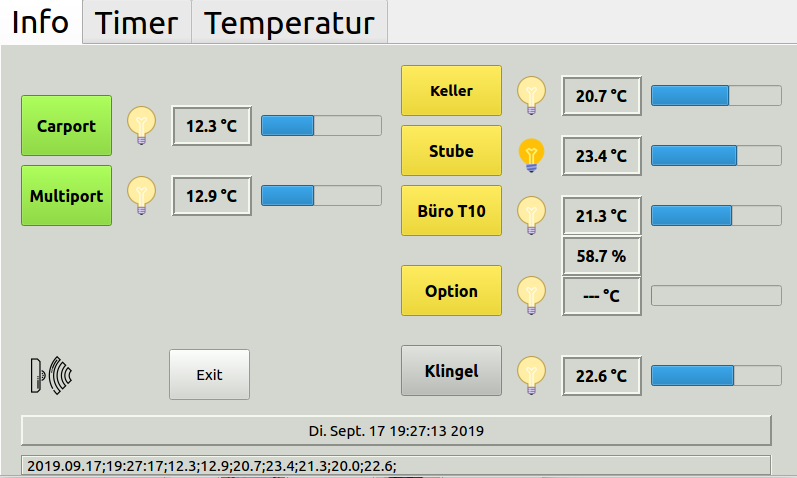 Info Timer Temperatur
Carport 12.3 °C
Multiport 12.9 °C
Keller 20.7 °C
Stube 23.4 °C
Büro T10 21.3 °C
58.7 %
Option --- °C
Exit
Klingel 22.6 °C
Di. Sept. 17 19:27:13 2019
2019.09.17;19:27:17;12.3;12.9;20.7;23.4;21.3;20.0;22.6;